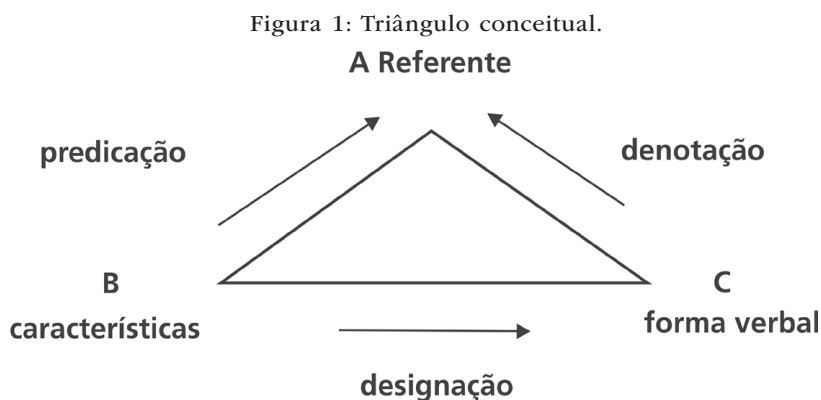 Figura 1: Triângulo conceitual.
A Referente
predicação
denotação
B
características
C
forma verbal
designação